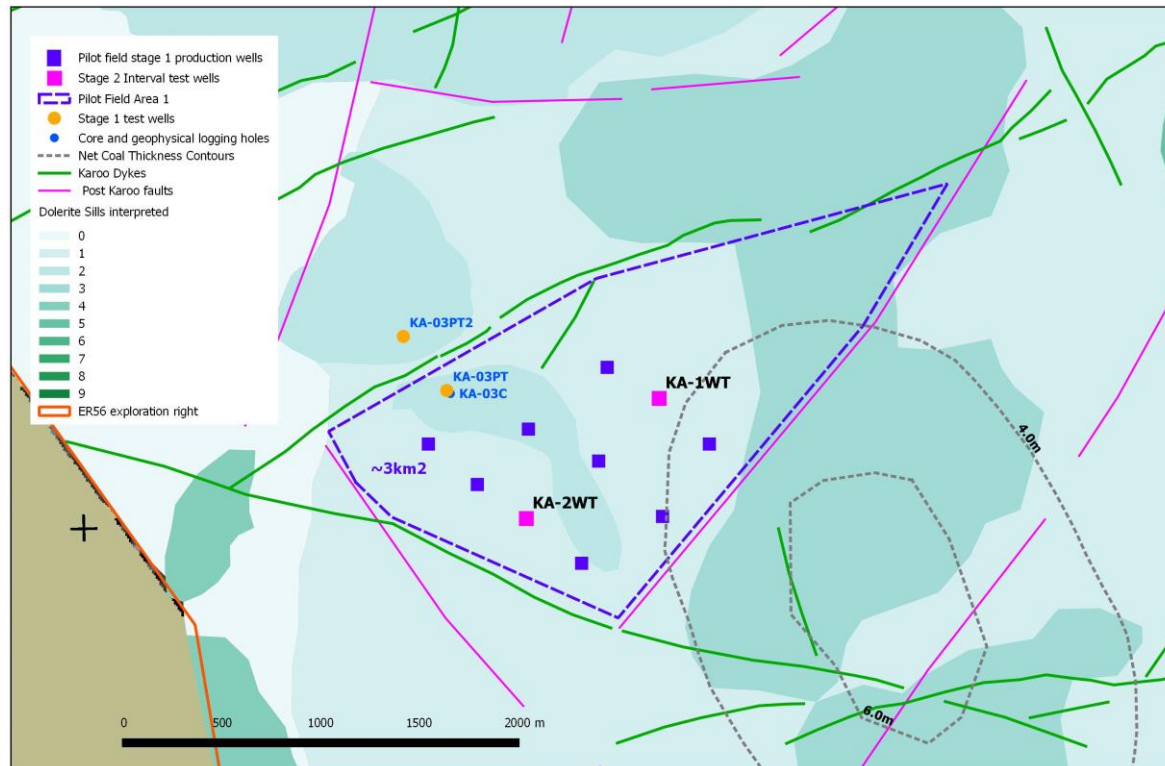 Pilot field stage 1 production wells
Stage 2 Interval test wells
Pilot Field Area 1
Stage 1 test wells
Core and geophysical logging holes
Net Coal Thickness Contours
Karoo Dykes
Post Karoo faults
Dolerite Sills interpreted
0
1
2
3
4
5
6
7
8
9
ER56 exploration right
KA-03PT2
KA-03PT
KA-03C
KA-1WT
~3km2
KA-2WT
4.0m
6.0m
0 500 1000 1500 2000 m